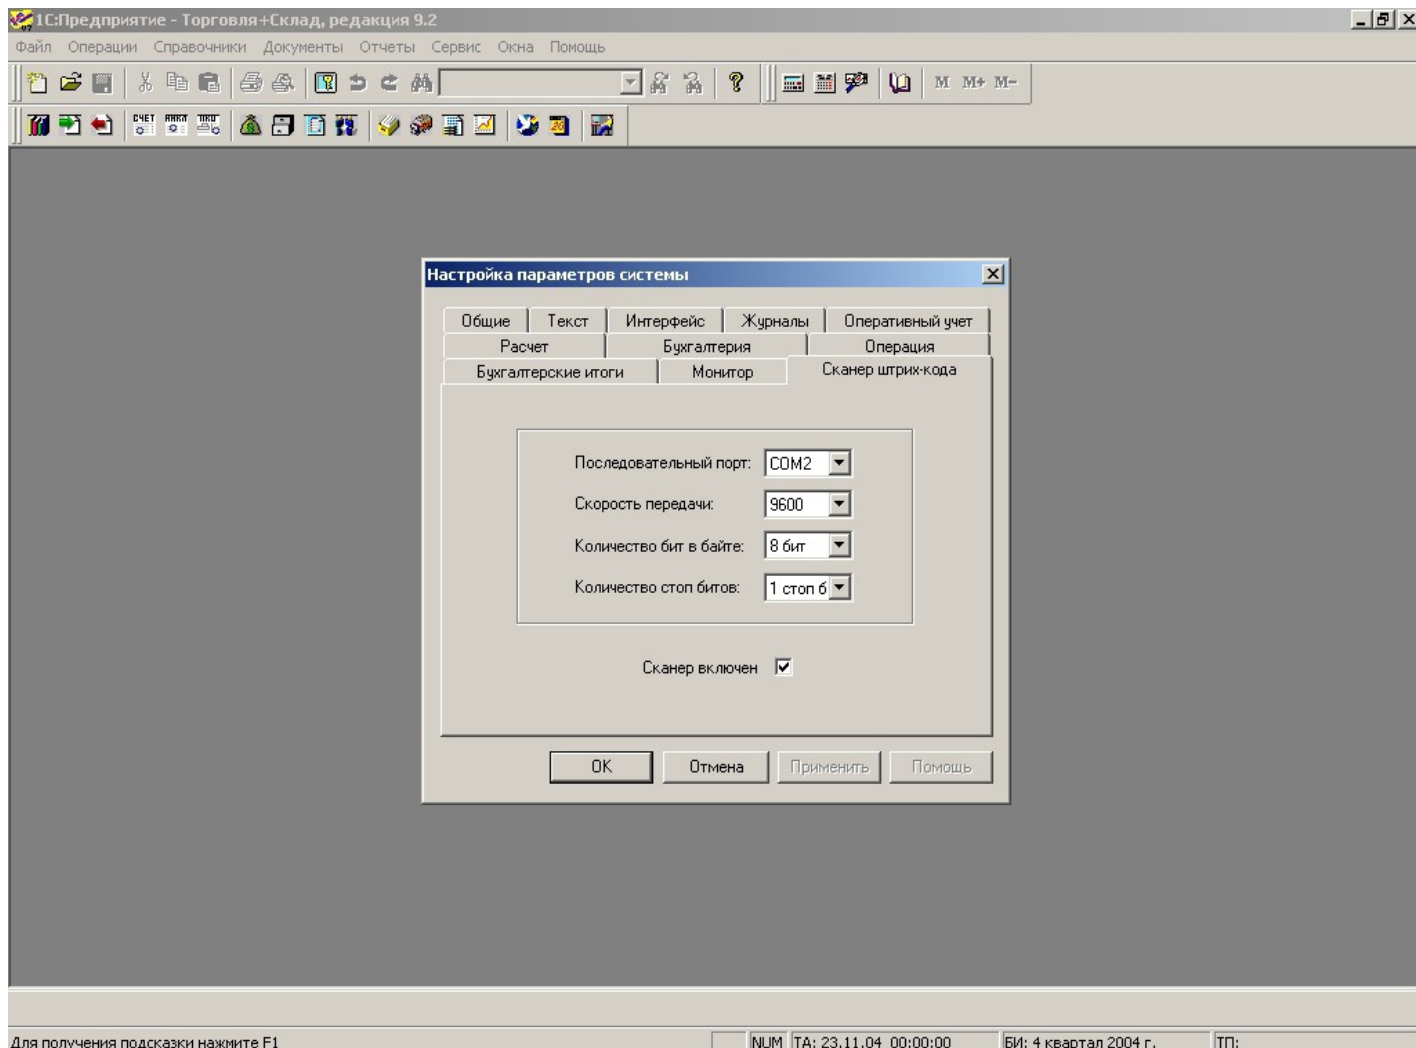 1С:Предприятие - Торговля+Склад, редакция 9.2
Файл Операции Справочники Документы Отчеты Сервис Окна Помощь
M M+ M-
СЧЕТ
Настройка параметров системы
Общие Текст Интерфейс Журналы Оперативный учет
Расчет Бухгалтерия Операция
Бухгалтерские итоги Монитор Сканер штрих-кода
Последовательный порт: COM2
Скорость передачи: 9600
Количество бит в байте: 8 бит
Количество стоп битов: 1 стоп б
Сканер включен
OK Отмена Применить Помощь
Для получения подсказки нажмите F1 NUM ТА: 23.11.04 00:00:00 БИ: 4 квартал 2004 г. ТП: